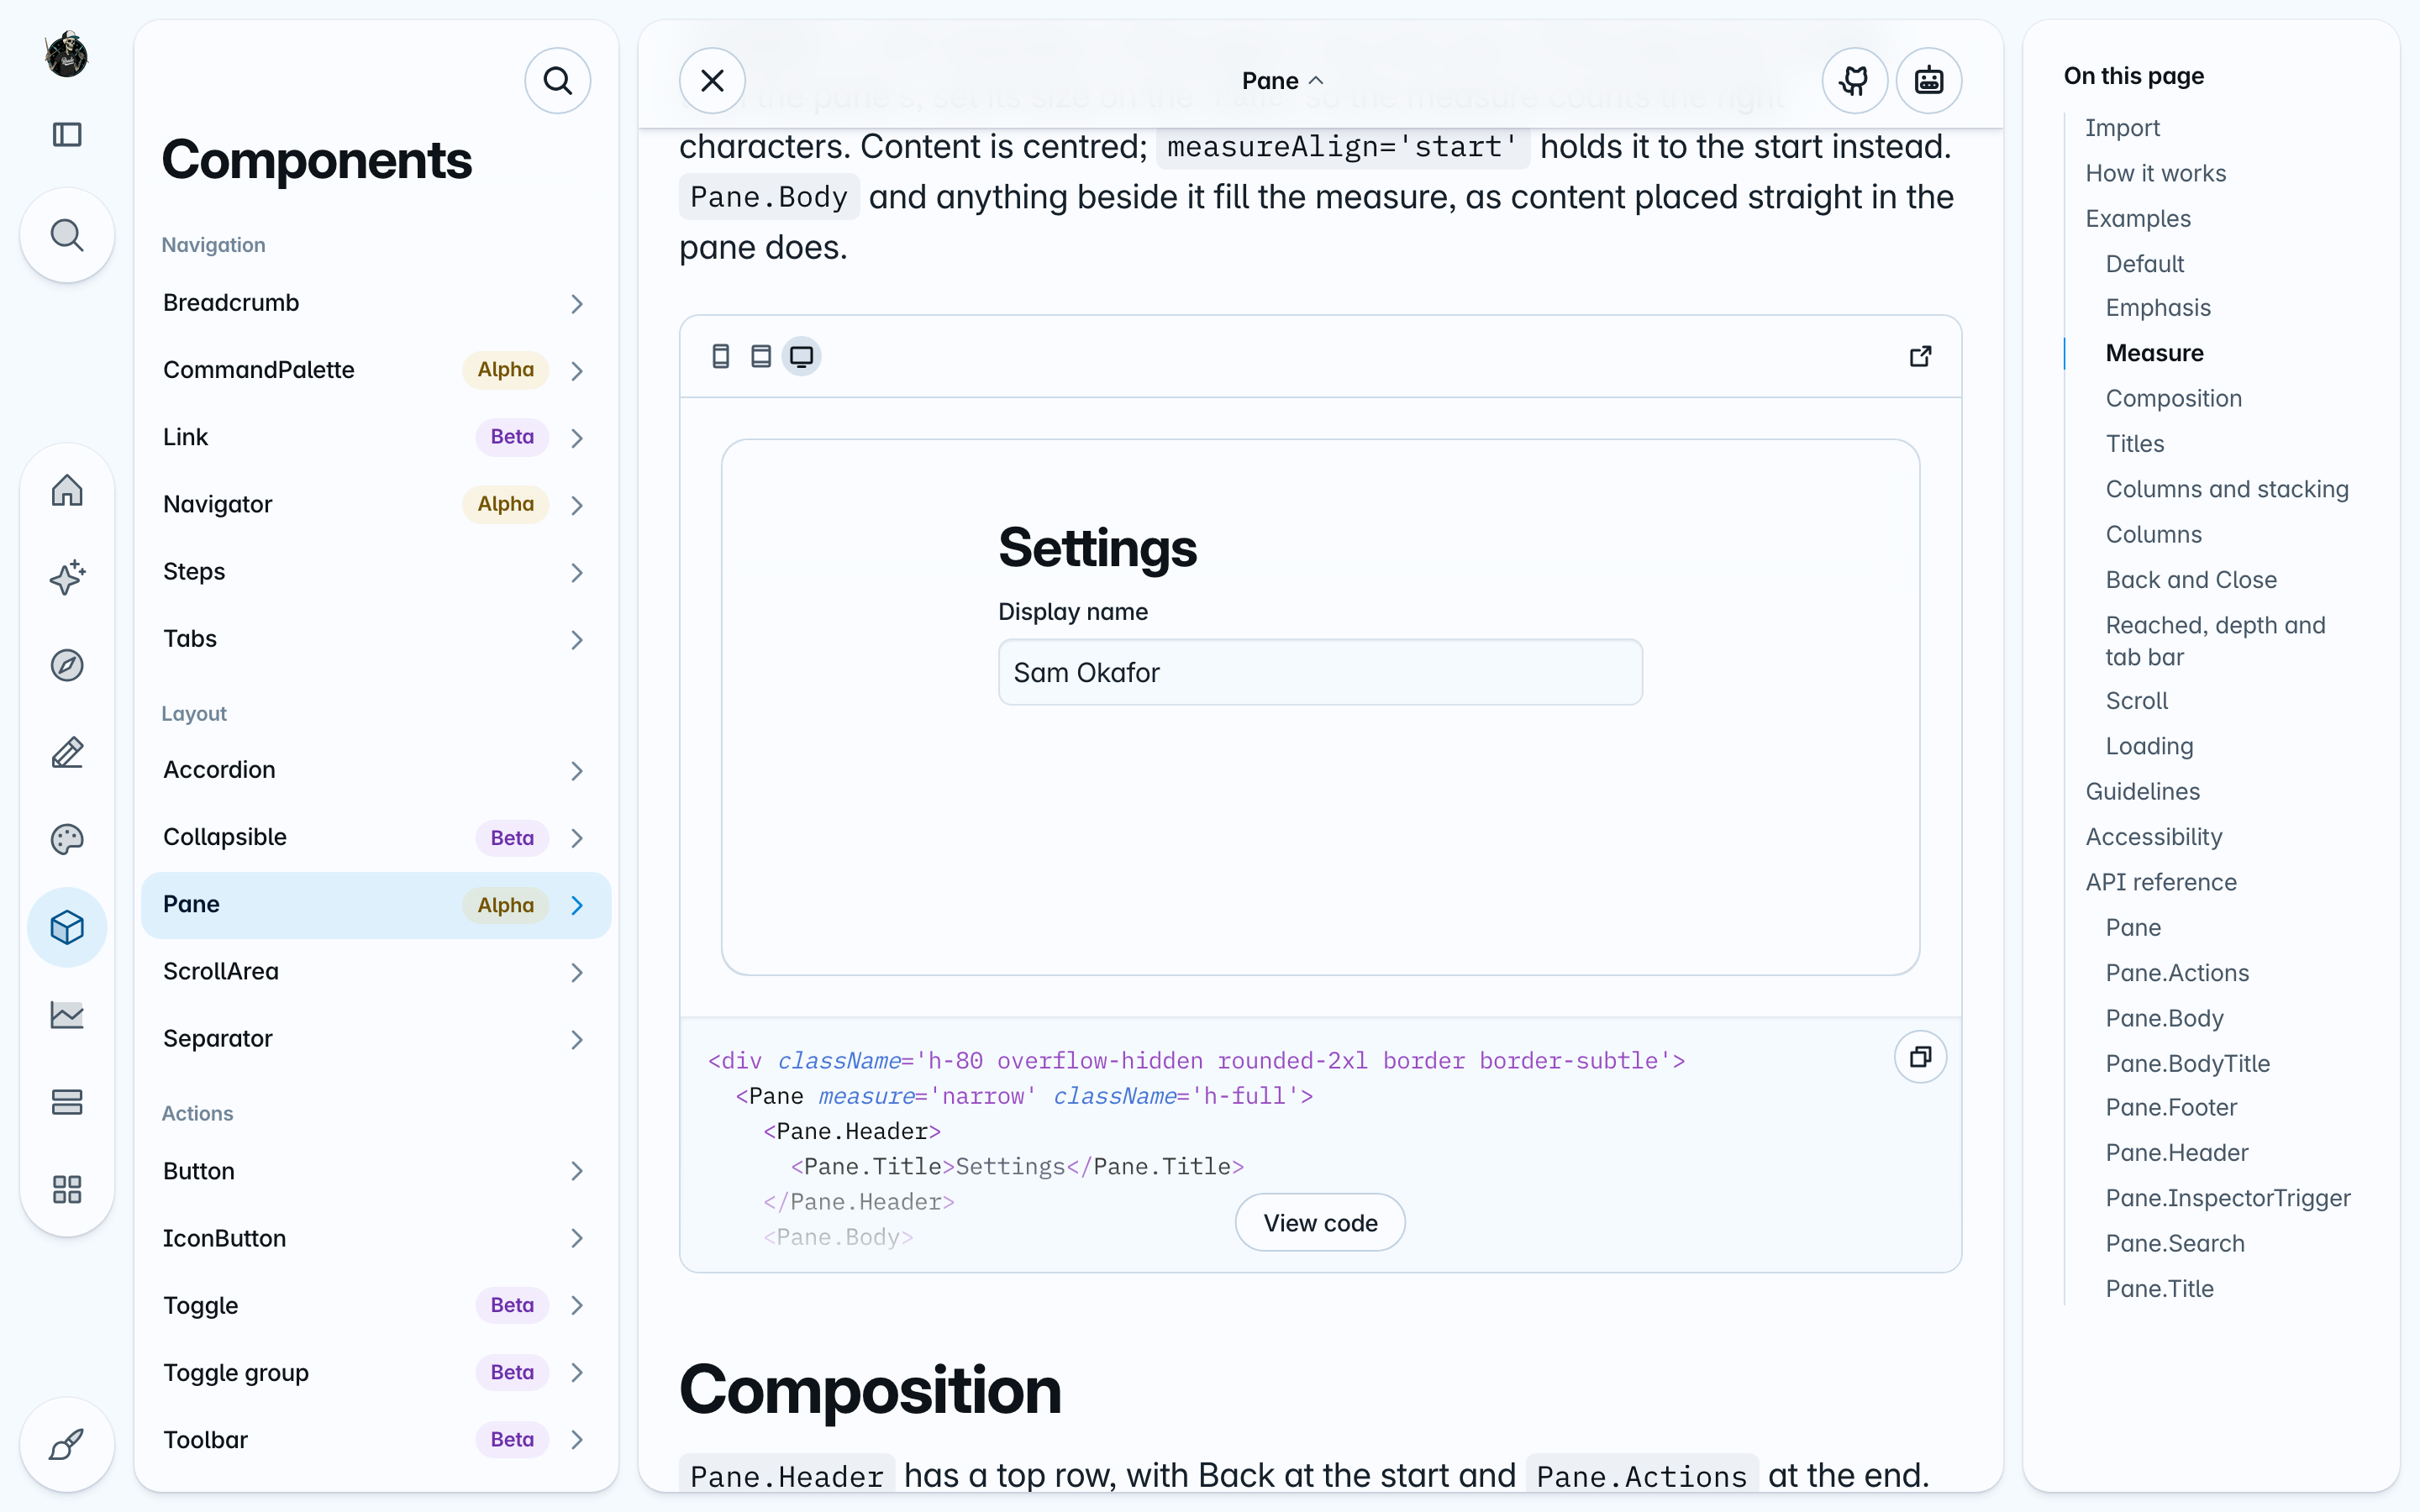 Components
Navigation
Breadcrumb
CommandPalette Alpha
Link Beta
Navigator Alpha
Steps
Tabs
Layout
Accordion
Collapsible Beta
Pane Alpha
ScrollArea
Separator
Actions
Button
IconButton
Toggle Beta
Toggle group Beta
Toolbar Beta
Pane
characters. Content is centred; measureAlign='start' holds it to the start instead.
Pane.Body and anything beside it fill the measure, as content placed straight in the
pane does.
Settings
Display name
Sam Okafor
<div className='h-80 overflow-hidden rounded-2xl border border-subtle'>
<Pane measure='narrow' className='h-full'>
<Pane.Header>
<Pane.Title>Settings</Pane.Title>
</Pane.Header>
<Pane.Body>
View code
Composition
Pane.Header has a top row, with Back at the start and Pane.Actions at the end.
On this page
Import
How it works
Examples
Default
Emphasis
Measure
Composition
Titles
Columns and stacking
Columns
Back and Close
Reached, depth and
tab bar
Scroll
Loading
Guidelines
Accessibility
API reference
Pane
Pane.Actions
Pane.Body
Pane.BodyTitle
Pane.Footer
Pane.Header
Pane.InspectorTrigger
Pane.Search
Pane.Title